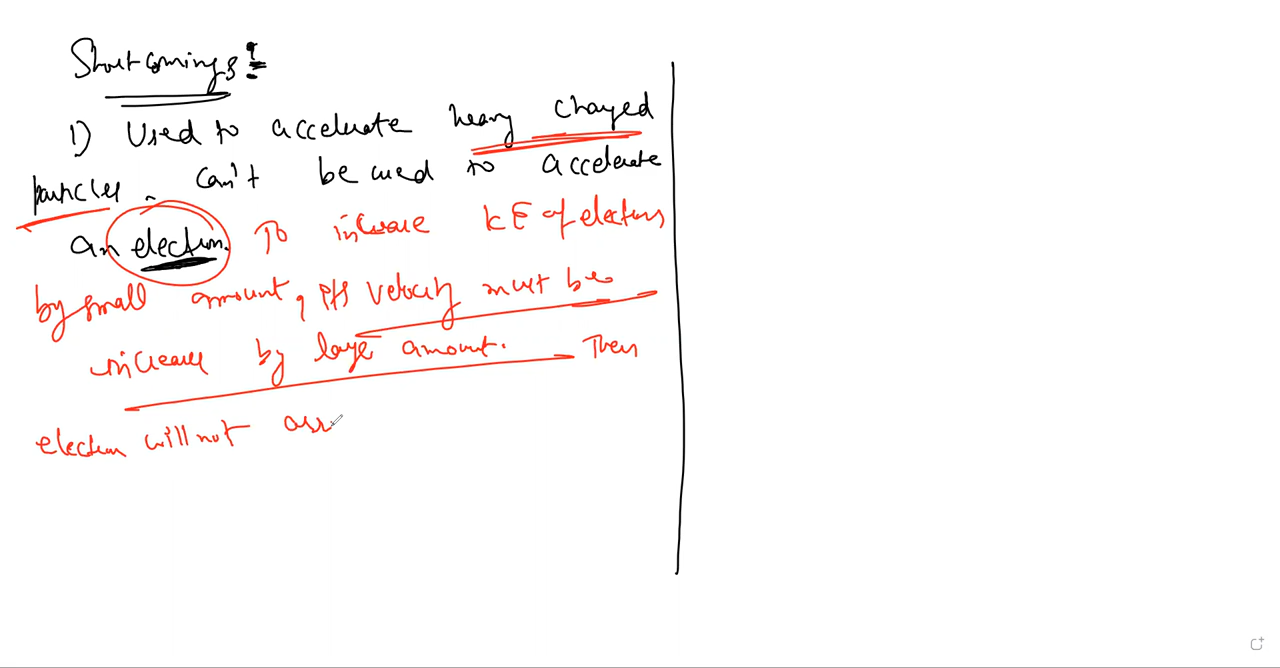 Shortcomings :
1) Used to accelerate heavy charged
particles. Can't be used to accelerate
an electron. To increase KE of electrons
by small amount, its velocity must be
increase by large amount. Then
electron will not